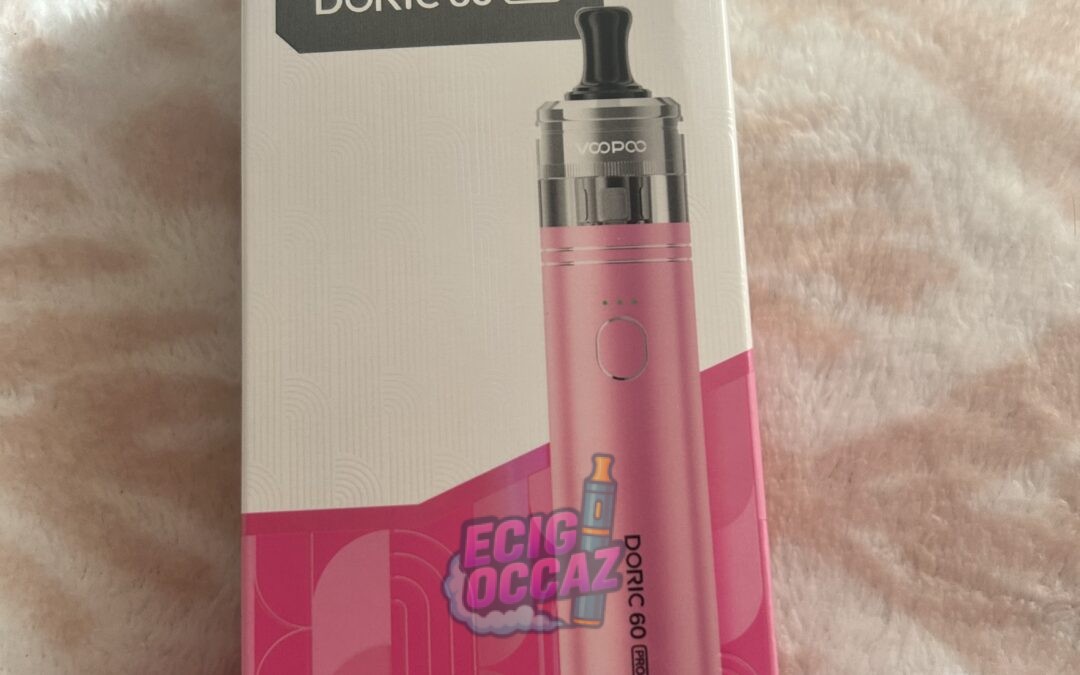 DORIC 60
VOOPOO
ECIG
OCCAZ
DORIC 60 PRO